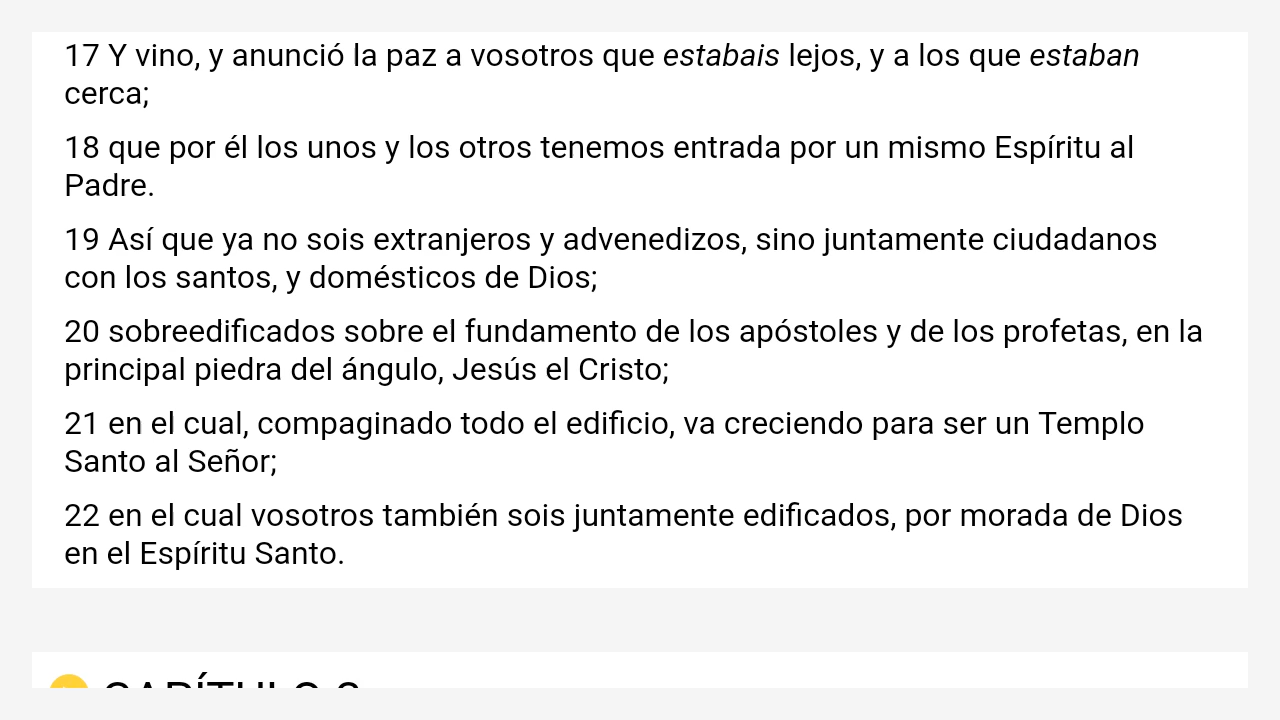 17 Y vino, y anunció la paz a vosotros que estabais lejos, y a los que estaban
cerca;
18 que por él los unos y los otros tenemos entrada por un mismo Espíritu al
Padre.
19 Así que ya no sois extranjeros y advenedizos, sino juntamente ciudadanos
con los santos, y domésticos de Dios;
20 sobreedificados sobre el fundamento de los apóstoles y de los profetas, en la
principal piedra del ángulo, Jesús el Cristo;
21 en el cual, compaginado todo el edificio, va creciendo para ser un Templo
Santo al Señor;
22 en el cual vosotros también sois juntamente edificados, por morada de Dios
en el Espíritu Santo.
CAPÍTULO